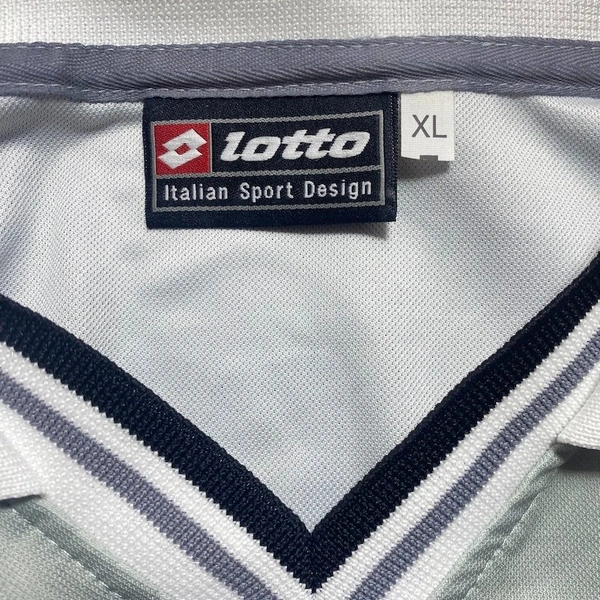 lotto
XL
Italian Sport Design